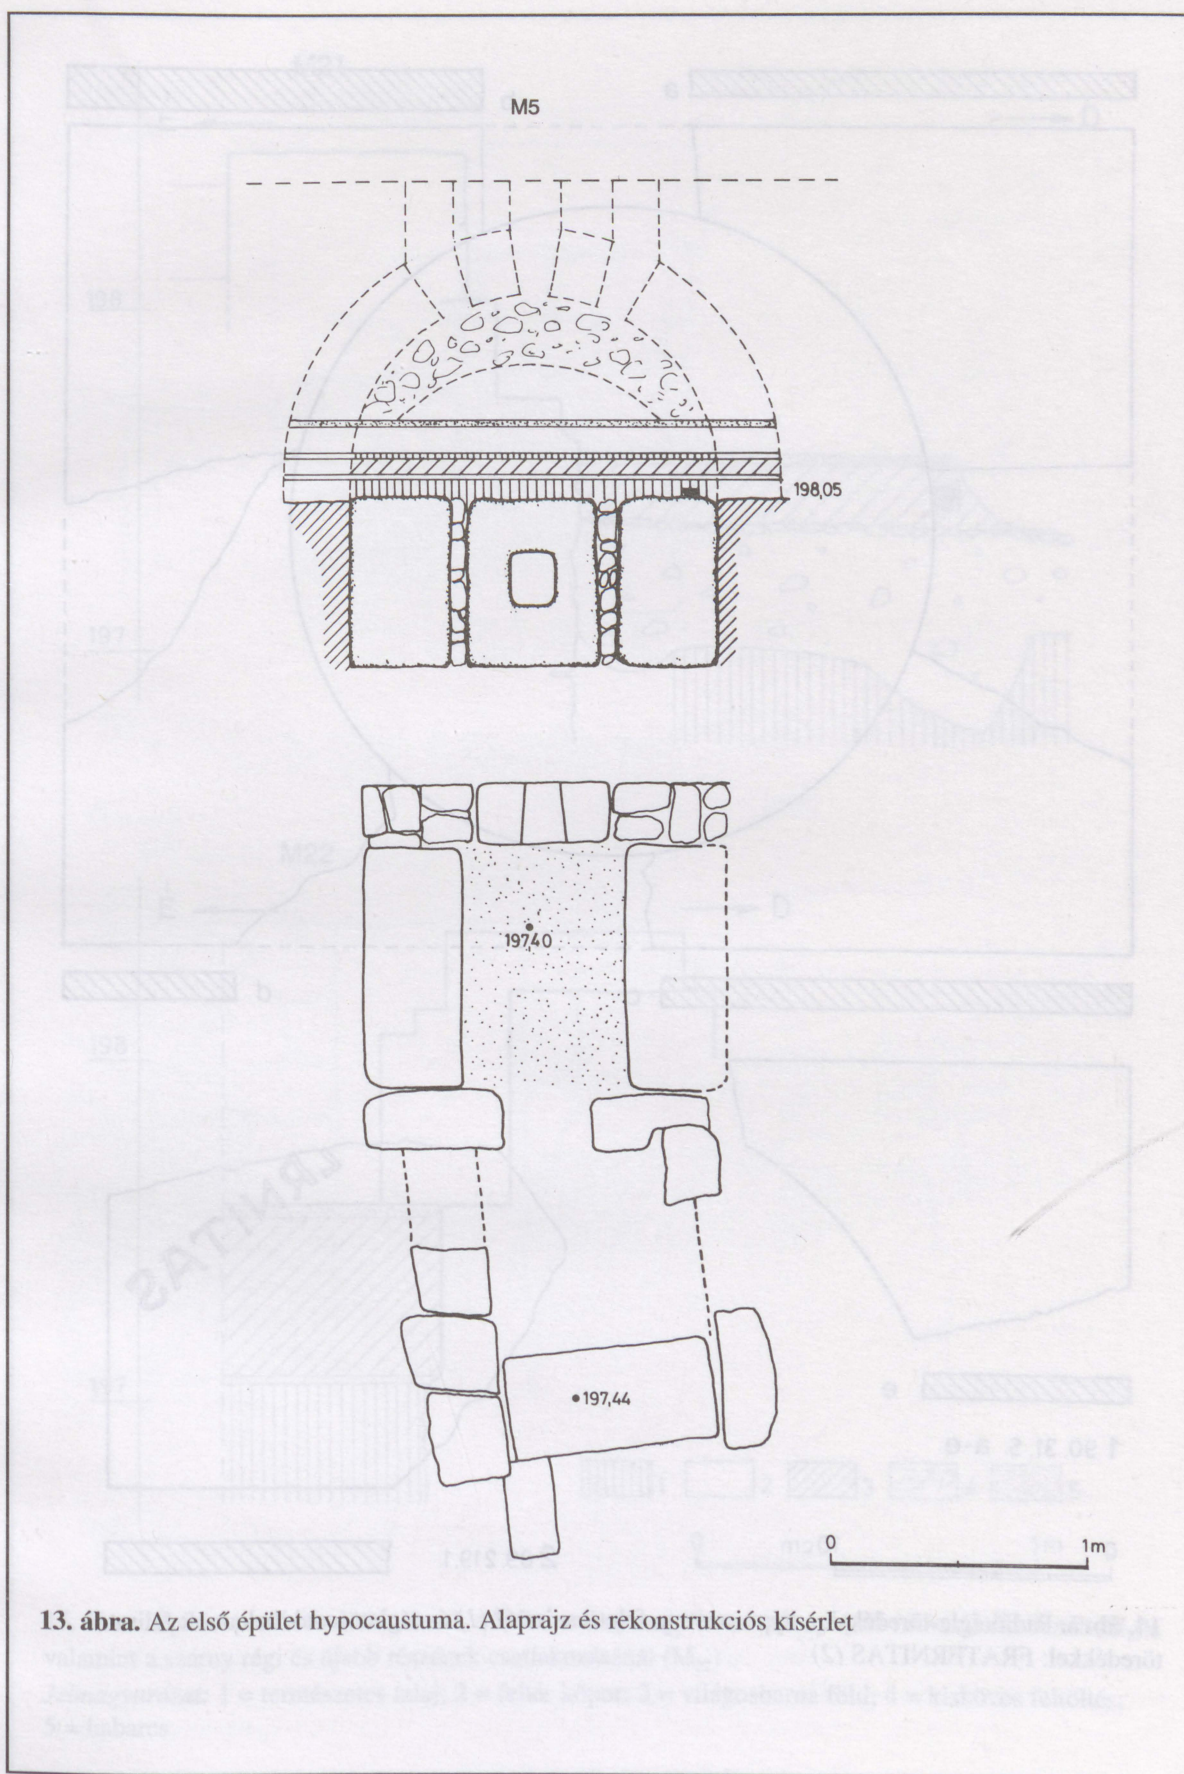 M5
198,05
197,40
197,44
0 1m
13. ábra. Az első épület hypocaustuma. Alaprajz és rekonstrukciós kísérlet